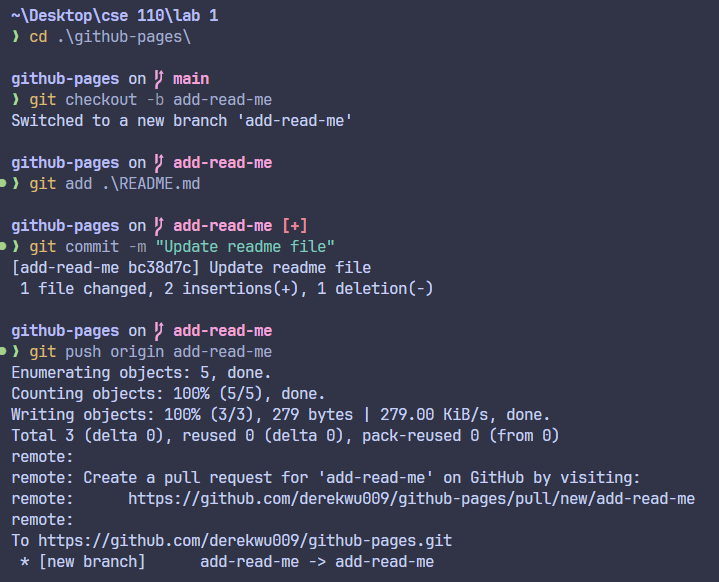 ~\Desktop\cse 110\lab 1
❯ cd .\github-pages\
github-pages on main
❯ git checkout -b add-read-me
Switched to a new branch 'add-read-me'
github-pages on add-read-me
❯ git add .\README.md
github-pages on add-read-me [+]
❯ git commit -m "Update readme file"
[add-read-me bc38d7c] Update readme file
 1 file changed, 2 insertions(+), 1 deletion(-)
github-pages on add-read-me
❯ git push origin add-read-me
Enumerating objects: 5, done.
Counting objects: 100% (5/5), done.
Writing objects: 100% (3/3), 279 bytes | 279.00 KiB/s, done.
Total 3 (delta 0), reused 0 (delta 0), pack-reused 0 (from 0)
remote:
remote: Create a pull request for 'add-read-me' on GitHub by visiting:
remote:      https://github.com/derekwu009/github-pages/pull/new/add-read-me
remote:
To https://github.com/derekwu009/github-pages.git
 * [new branch]      add-read-me -> add-read-me